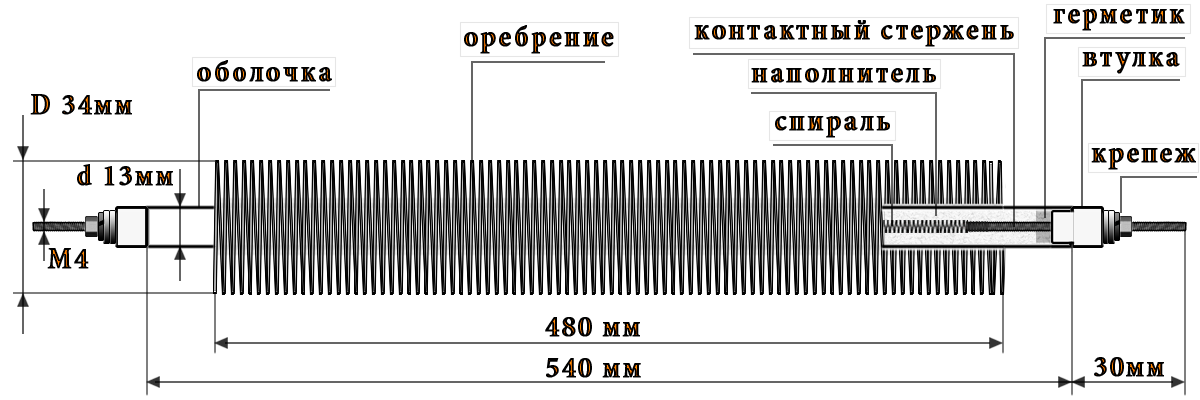 герметик
оребрение
контактный стержень
втулка
оболочка
наполнитель
D 34мм
спираль
крепеж
d 13мм
M4
480 мм
540 мм
30мм